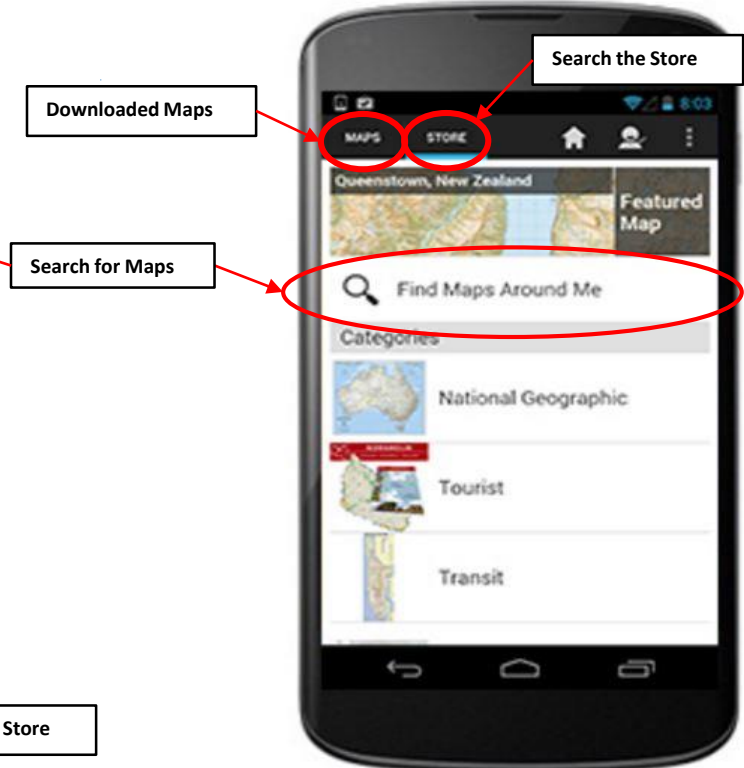 Search the Store
Downloaded Maps
8:03
MAPS
STORE
Queenstown, New Zealand
Featured
Map
Search for Maps
Find Maps Around Me
Categories
National Geographic
Tourist
Transit
Store